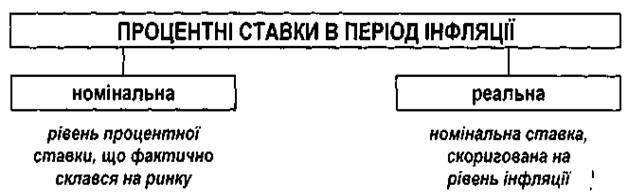 ПРОЦЕНТНІ СТАВКИ В ПЕРІОД ІНФЛЯЦІЇ
номінальна
реальна
рівень процентної
ставки, що фактично
склався на ринку
номінальна ставка,
скоригована на
рівень інфляції